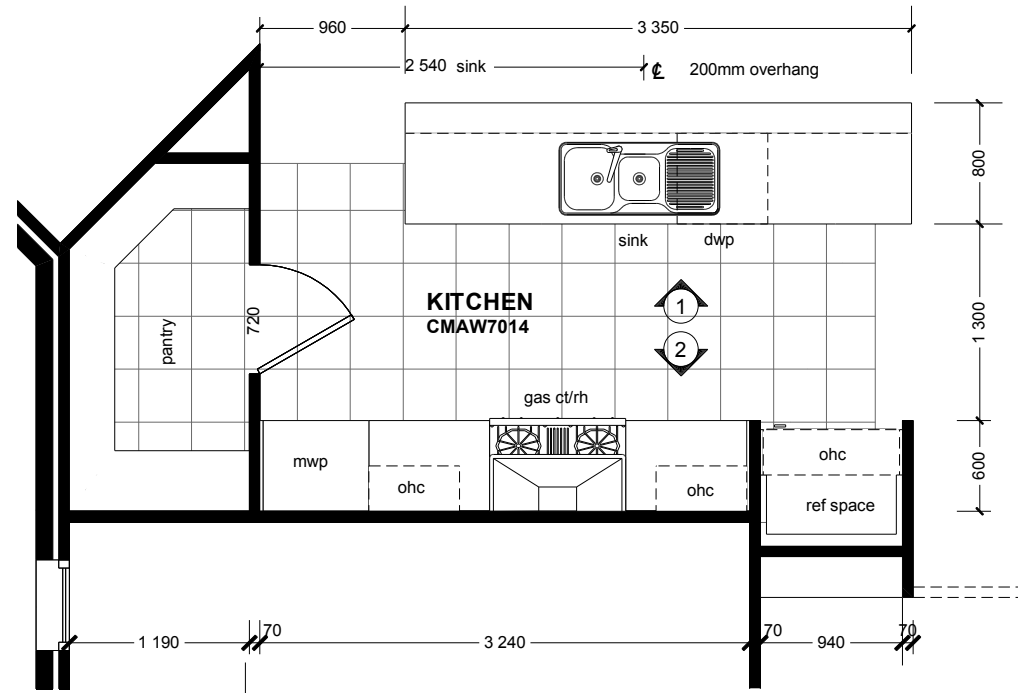 960
3 350
2 540 sink
℄ 200mm overhang
800
sink
dwp
KITCHEN
CMAW7014
1
2
1 300
720
pantry
gas ct/rh
mwp
ohc
ohc
ohc
ref space
600
1 190
70
3 240
70
940
70